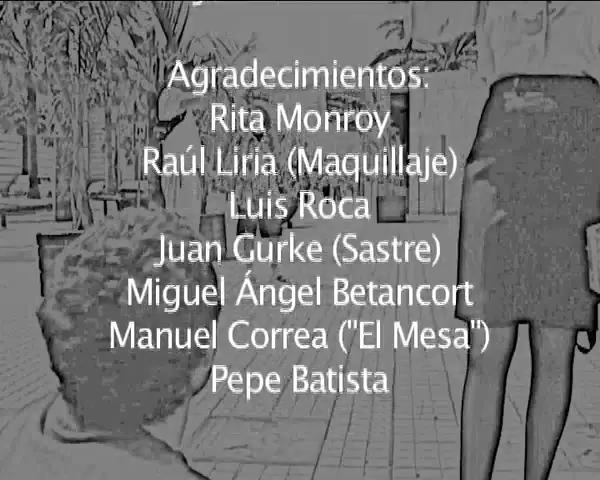 Agradecimientos:
Rita Monroy
Raúl Liria (Maquillaje)
Luis Roca
Juan Gurke (Sastre)
Miguel Ángel Betancort
Manuel Correa ("El Mesa")
Pepe Batista